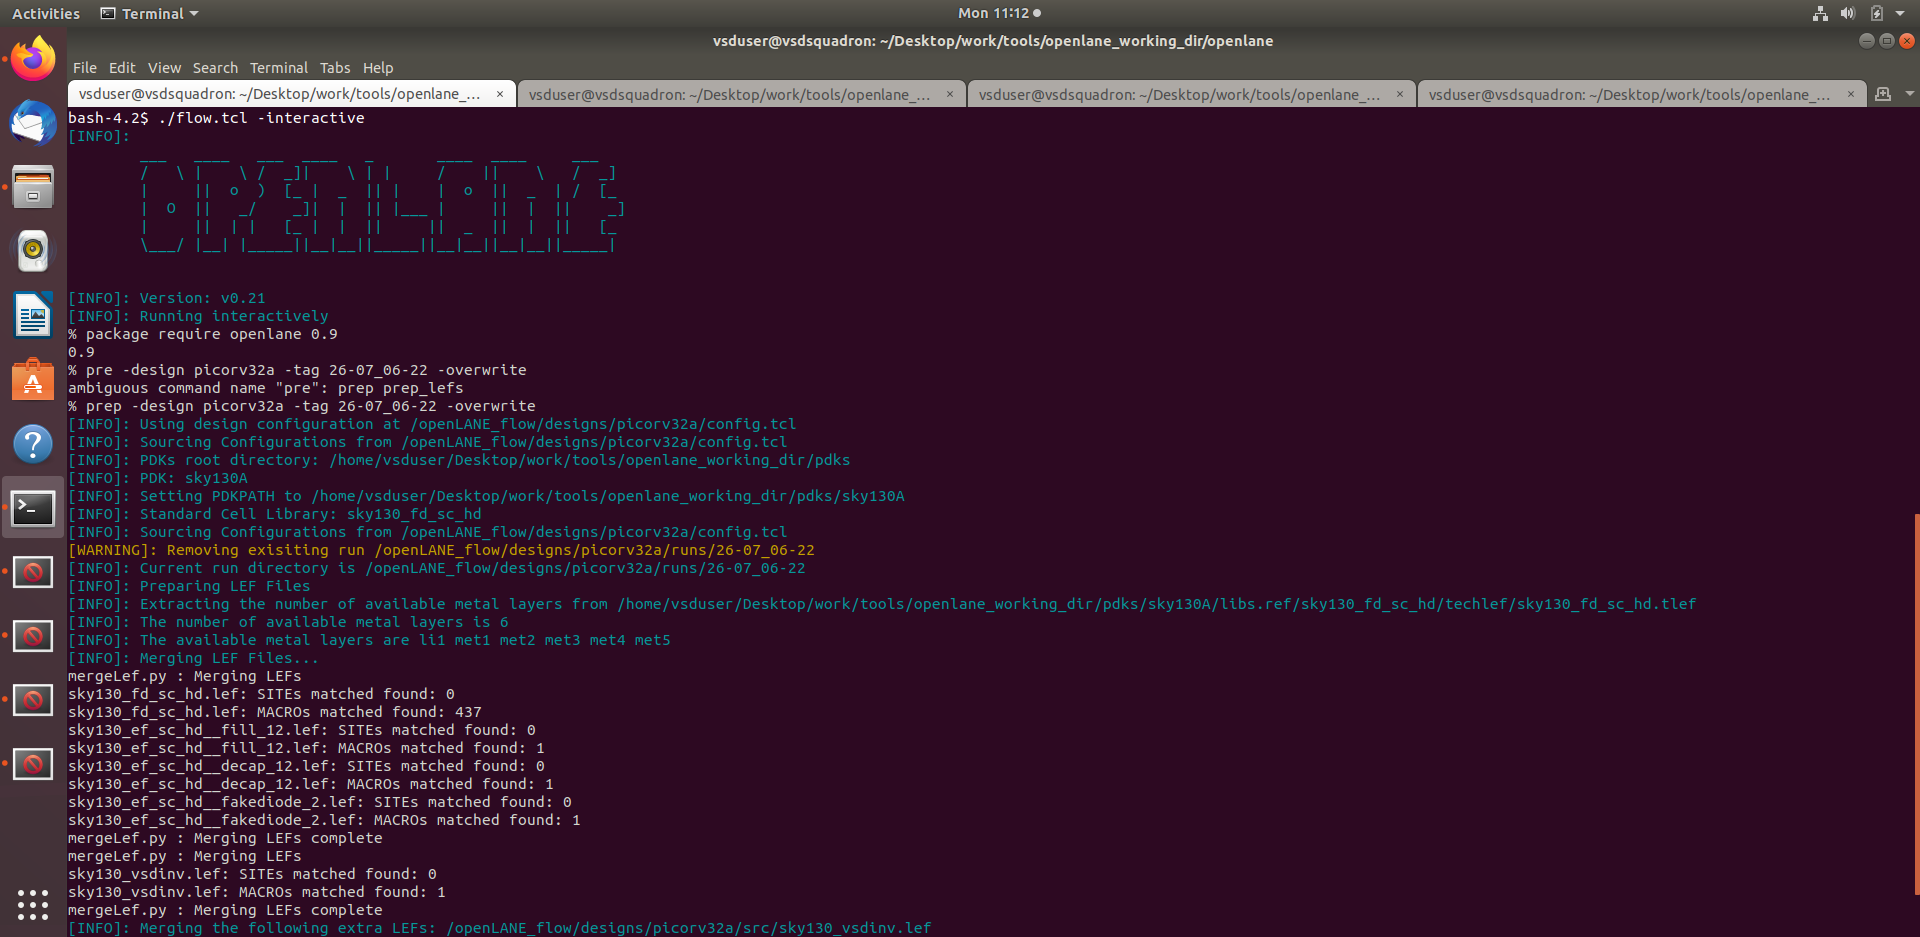 Activities Terminal Mon 11:12
vsduser@vsdsquadron: ~/Desktop/work/tools/openlane_working_dir/openlane
File Edit View Search Terminal Tabs Help
vsduser@vsdsquadron: ~/Desktop/work/tools/openlane_... × vsduser@vsdsquadron: ~/Desktop/work/tools/openlane_... × vsduser@vsdsquadron: ~/Desktop/work/tools/openlane_... × vsduser@vsdsquadron: ~/Desktop/work/tools/openlane_... ×
bash-4.2$ ./flow.tcl -interactive
[INFO]:
OPENLANE
[INFO]: Version: v0.21
[INFO]: Running interactively
% package require openlane 0.9
0.9
% pre -design picorv32a -tag 26-07_06-22 -overwrite
ambiguous command name "pre": prep prep_lefs
% prep -design picorv32a -tag 26-07_06-22 -overwrite
[INFO]: Using design configuration at /openLANE_flow/designs/picorv32a/config.tcl
[INFO]: Sourcing Configurations from /openLANE_flow/designs/picorv32a/config.tcl
[INFO]: PDKs root directory: /home/vsduser/Desktop/work/tools/openlane_working_dir/pdks
[INFO]: PDK: sky130A
[INFO]: Setting PDKPATH to /home/vsduser/Desktop/work/tools/openlane_working_dir/pdks/sky130A
[INFO]: Standard Cell Library: sky130_fd_sc_hd
[INFO]: Sourcing Configurations from /openLANE_flow/designs/picorv32a/config.tcl
[WARNING]: Removing exisiting run /openLANE_flow/designs/picorv32a/runs/26-07_06-22
[INFO]: Current run directory is /openLANE_flow/designs/picorv32a/runs/26-07_06-22
[INFO]: Preparing LEF Files
[INFO]: Extracting the number of available metal layers from /home/vsduser/Desktop/work/tools/openlane_working_dir/pdks/sky130A/libs.ref/sky130_fd_sc_hd/techlef/sky130_fd_sc_hd.tlef
[INFO]: The number of available metal layers is 6
[INFO]: The available metal layers are li1 met1 met2 met3 met4 met5
[INFO]: Merging LEF Files...
mergeLef.py : Merging LEFs
sky130_fd_sc_hd.lef: SITEs matched found: 0
sky130_fd_sc_hd.lef: MACROs matched found: 437
sky130_ef_sc_hd__fill_12.lef: SITEs matched found: 0
sky130_ef_sc_hd__fill_12.lef: MACROs matched found: 1
sky130_ef_sc_hd__decap_12.lef: SITEs matched found: 0
sky130_ef_sc_hd__decap_12.lef: MACROs matched found: 1
sky130_ef_sc_hd__fakediode_2.lef: SITEs matched found: 0
sky130_ef_sc_hd__fakediode_2.lef: MACROs matched found: 1
mergeLef.py : Merging LEFs complete
mergeLef.py : Merging LEFs
sky130_vsdinv.lef: SITEs matched found: 0
sky130_vsdinv.lef: MACROs matched found: 1
mergeLef.py : Merging LEFs complete
[INFO]: Merging the following extra LEFs: /openLANE_flow/designs/picorv32a/src/sky130_vsdinv.lef